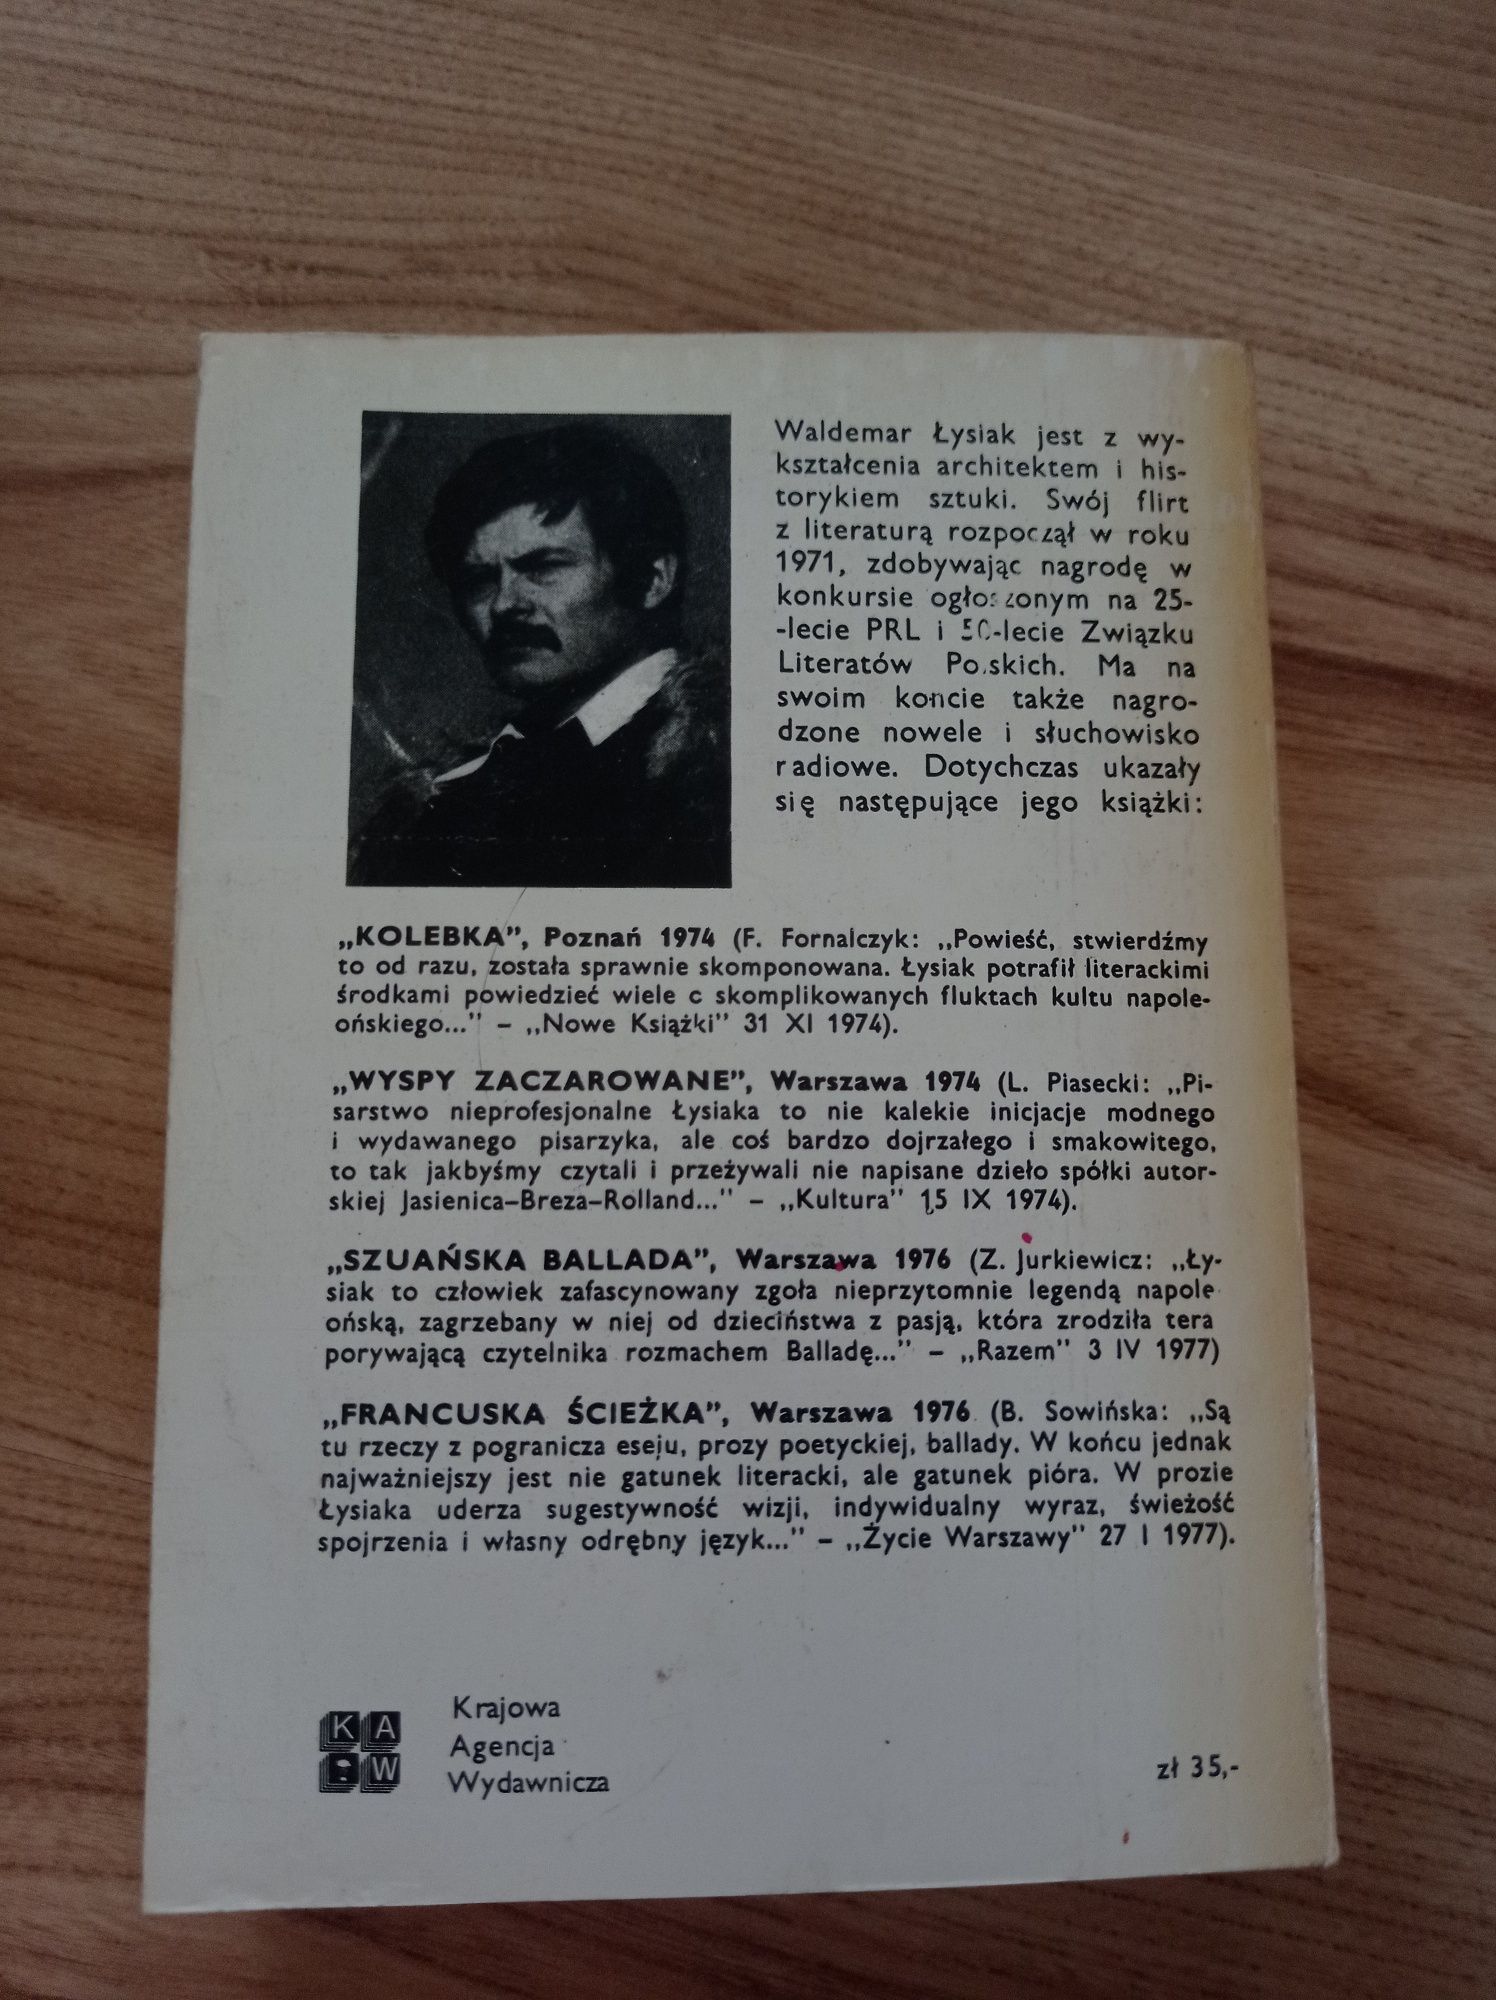 Waldemar Łysiak jest z wy-
kształcenia architektem i his-
torykiem sztuki. Swój flirt
z literaturą rozpoczął w roku
1971, zdobywając nagrodę w
konkursie ogłoszonym na 25-
-lecie PRL i 50-lecie Związku
Literatów Polskich. Ma na
swoim koncie także nagro-
dzone nowele i słuchowisko
radiowe. Dotychczas ukazały
się następujące jego książki:
„KOLEBKA”, Poznań 1974 (F. Fornalczyk: „Powieść, stwierdźmy
to od razu, została sprawnie skomponowana. Łysiak potrafił literackimi
środkami powiedzieć wiele o skomplikowanych fluktach kultu napole-
ońskiego...” – „Nowe Książki” 31 XI 1974).
„WYSPY ZACZAROWANE”, Warszawa 1974 (L. Piasecki: „Pi-
sarstwo nieprofesjonalne Łysiaka to nie kalekie inicjacje modnego
i wydawanego pisarzyka, ale coś bardzo dojrzałego i smakowitego,
to tak jakbyśmy czytali i przeżywali nie napisane dzieło spółki autor-
skiej Jasienica–Breza–Rolland...” – „Kultura” 15 IX 1974).
„SZUAŃSKA BALLADA”, Warszawa 1976 (Z. Jurkiewicz: „Ły-
siak to człowiek zafascynowany zgoła nieprzytomnie legendą napole
ońską, zagrzebany w niej od dzieciństwa z pasją, która zrodziła tera
porywającą czytelnika rozmachem Balladę...” – „Razem” 3 IV 1977)
„FRANCUSKA ŚCIEŻKA”, Warszawa 1976 (B. Sowińska: „Są
tu rzeczy z pogranicza eseju, prozy poetyckiej, ballady. W końcu jednak
najważniejszy jest nie gatunek literacki, ale gatunek pióra. W prozie
Łysiaka uderza sugestywność wizji, indywidualny wyraz, świeżość
spojrzenia i własny odrębny język...” – „Życie Warszawy” 27 I 1977).
K A
W
Krajowa
Agencja
Wydawnicza
zł 35,-